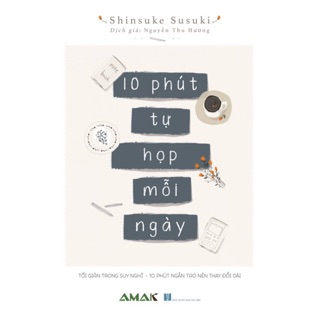 Shinsuke Susuki
Dịch giả: Nguyễn Thu Hương
10 phút
tự
họp
mỗi
ngày
TỐI GIẢN TRONG SUY NGHĨ - 10 PHÚT NGẮN TẠO NÊN THAY ĐỔI DÀI
AMAK